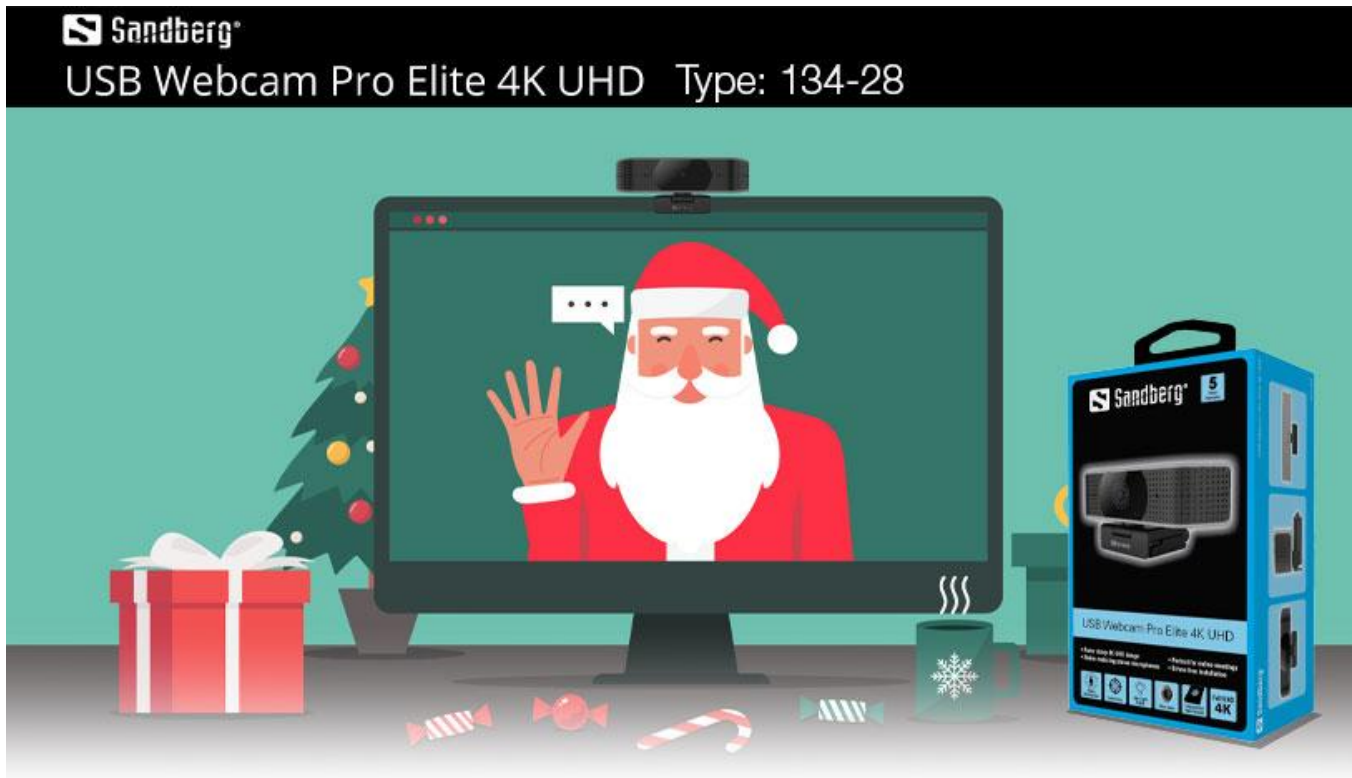 Sandberg
USB Webcam Pro Elite 4K UHD Type: 134-28
Sandberg
5
USB Webcam Pro Elite 4K UHD
4K
Sandberg